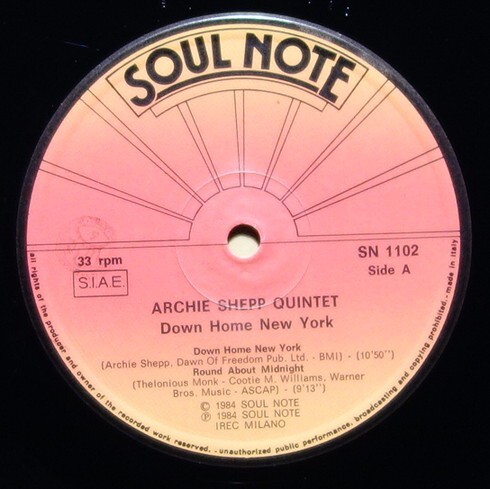 SOUL NOTE
33 rpm
S.I.A.E.
SN 1102
Side A
ARCHIE SHEPP QUINTET
Down Home New York
Down Home New York
(Archie Shepp, Dawn Of Freedom Pub. Ltd. - BMI) - (10'50'')
Round About Midnight
(Thelonious Monk - Cootie M. Williams, Warner
Bros. Music - ASCAP) - (9'13'')
© 1984 SOUL NOTE
℗ 1984 SOUL NOTE
IREC MILANO
all rights of the producer and owner of the recorded work reserved. - unauthorized public performance, broadcasting and copying prohibited. - made in italy